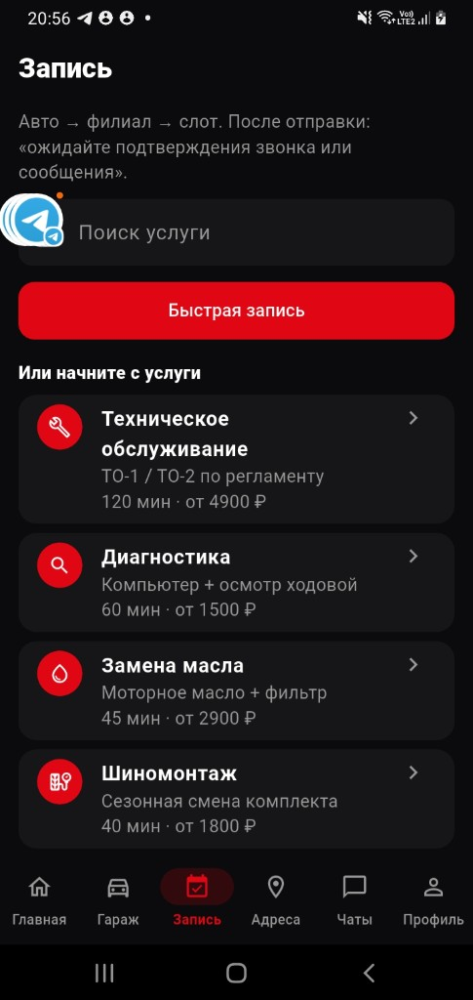 20:56
Vo)) LTE2
Запись
Авто → филиал → слот. После отправки:
«ожидайте подтверждения звонка или
сообщения».
Поиск услуги
Быстрая запись
Или начните с услуги
Техническое
обслуживание
ТО-1 / ТО-2 по регламенту
120 мин · от 4900 ₽
Диагностика
Компьютер + осмотр ходовой
60 мин · от 1500 ₽
Замена масла
Моторное масло + фильтр
45 мин · от 2900 ₽
Шиномонтаж
Сезонная смена комплекта
40 мин · от 1800 ₽
Главная Гараж Запись Адреса Чаты Профиль